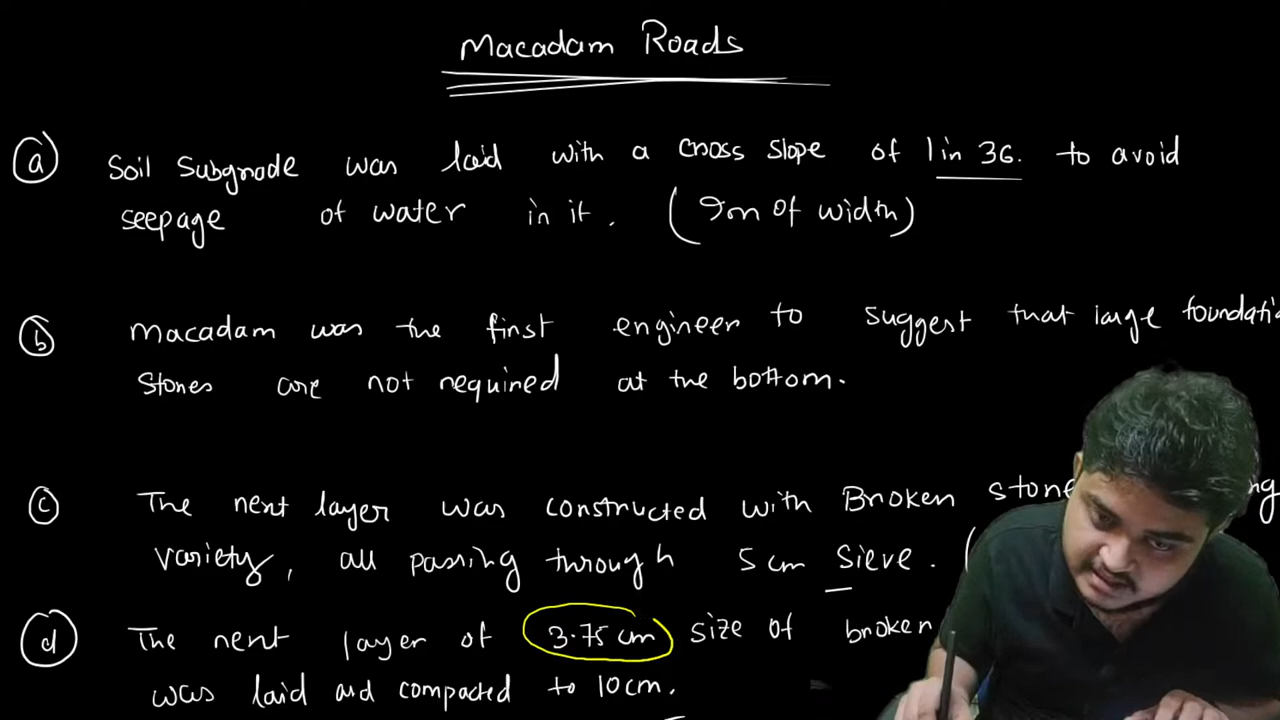 Macadam Roads
(a) Soil Subgrade was laid with a cross slope of 1 in 36. to avoid
seepage of water in it. (9m of width)
(b) Macadam was the first engineer to suggest that large foundati
Stones are not required at the bottom.
(c) The next layer was constructed with Broken stone ng
variety, all passing through 5 cm Sieve. (
(d) The next layer of 3.75 cm size of broken
was laid and compacted to 10cm.